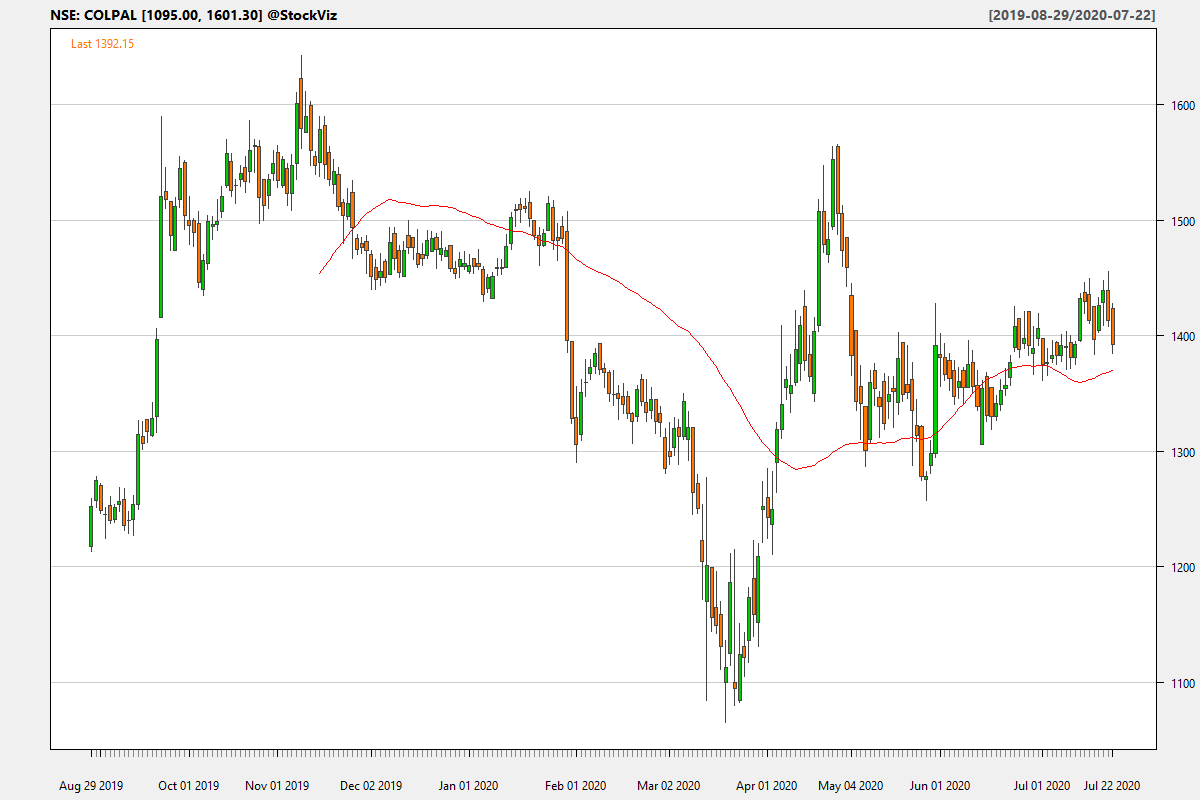 NSE: COLPAL [1095.00, 1601.30] @StockViz
[2019-08-29/2020-07-22]
Last 1392.15
1600
1500
1400
1300
1200
1100
Aug 29 2019
Oct 01 2019
Nov 01 2019
Dec 02 2019
Jan 01 2020
Feb 01 2020
Mar 02 2020
Apr 01 2020
May 04 2020
Jun 01 2020
Jul 01 2020
Jul 22 2020